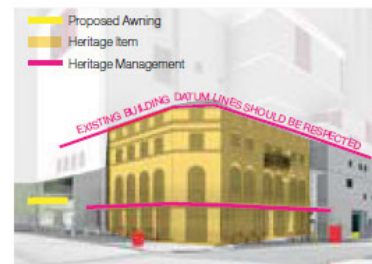 Proposed Awning
Heritage Item
Heritage Management
EXISTING BUILDING DATUM LINES SHOULD BE RESPECTED